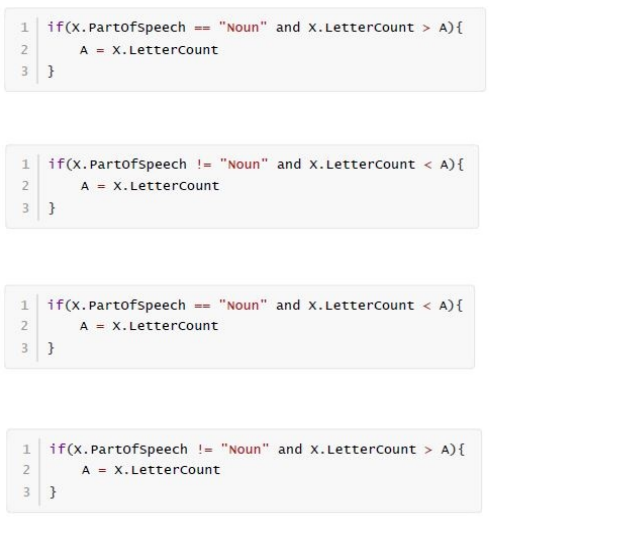 1 if(X.PartOfSpeech == "Noun" and X.LetterCount > A){
2 A = X.LetterCount
3 }
1 if(X.PartOfSpeech != "Noun" and X.LetterCount < A){
2 A = X.LetterCount
3 }
1 if(X.PartOfSpeech == "Noun" and X.LetterCount < A){
2 A = X.LetterCount
3 }
1 if(X.PartOfSpeech != "Noun" and X.LetterCount > A){
2 A = X.LetterCount
3 }